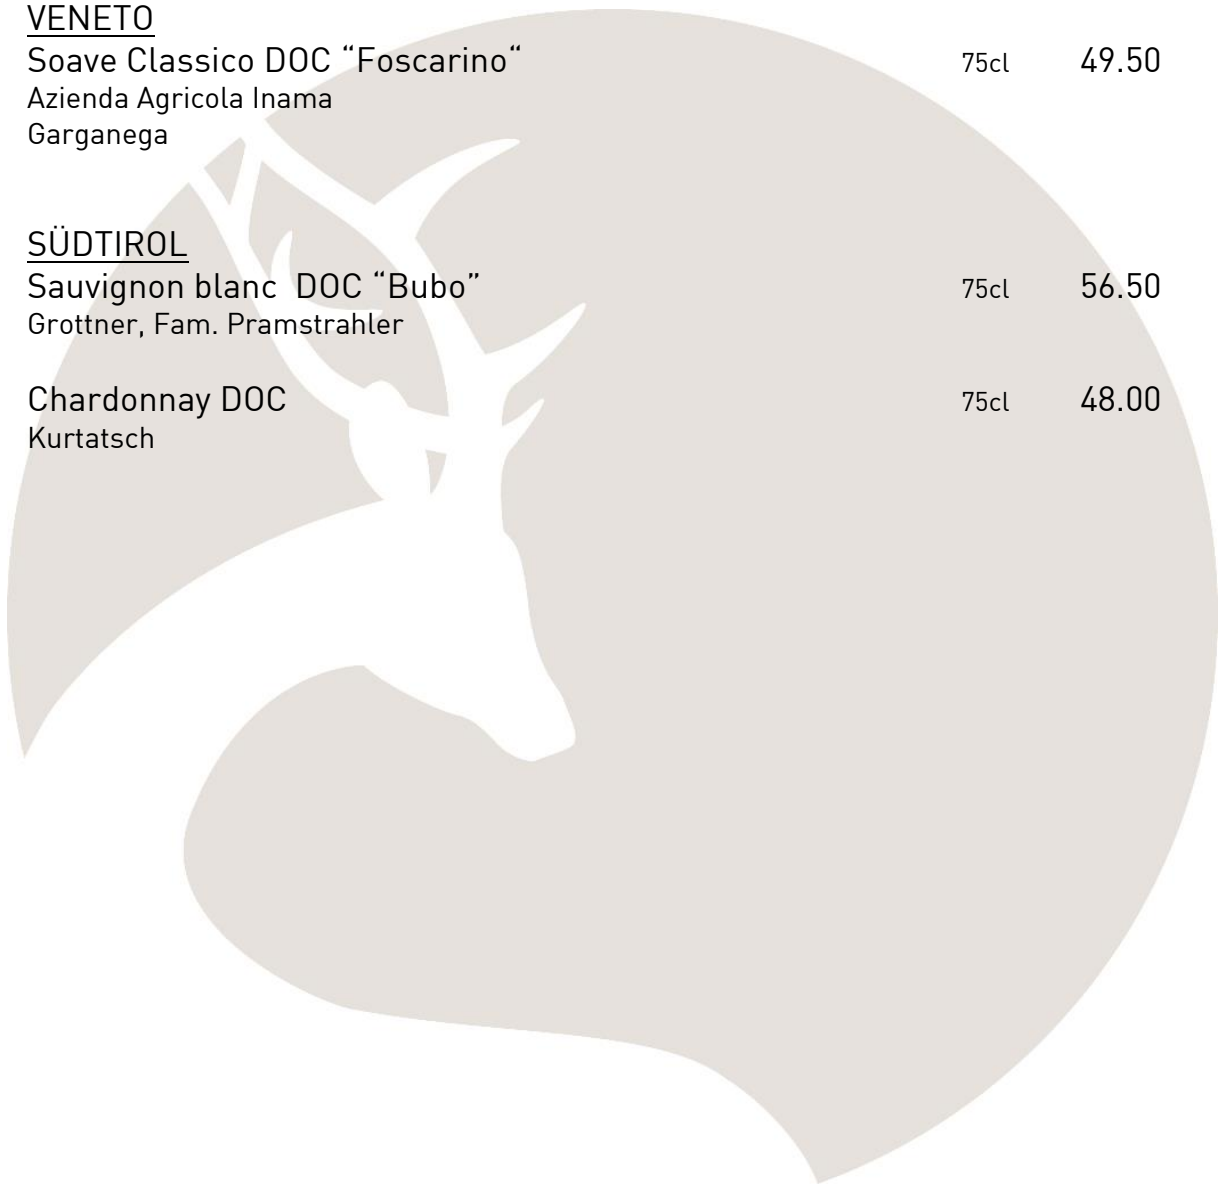 VENETO
Soave Classico DOC “Foscarino“ 75cl 49.50
Azienda Agricola Inama
Garganega
SÜDTIROL
Sauvignon blanc  DOC “Bubo” 75cl 56.50
Grottner, Fam. Pramstrahler
Chardonnay DOC 75cl 48.00
Kurtatsch